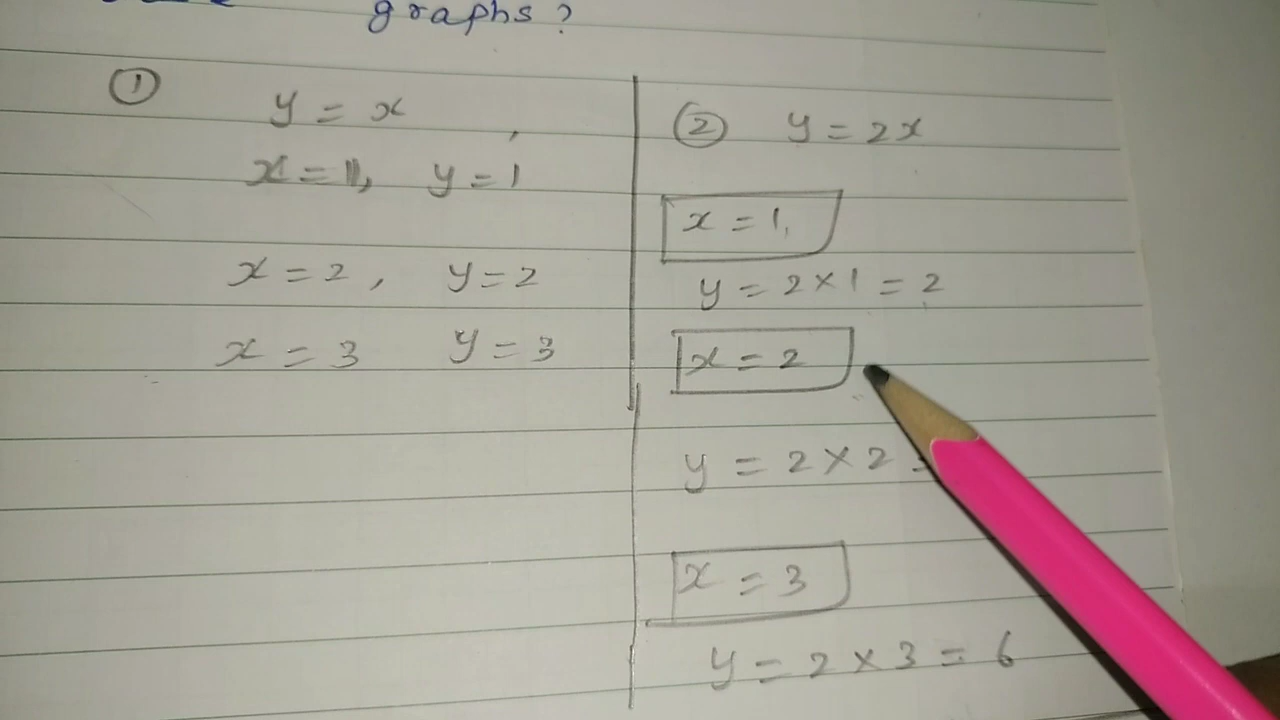 graphs?
① y = x
x = 1, y = 1
x = 2, y = 2
x = 3 y = 3
② y = 2x
x = 1,
y = 2 × 1 = 2
x = 2
y = 2 × 2 =
x = 3
y = 2 × 3 = 6